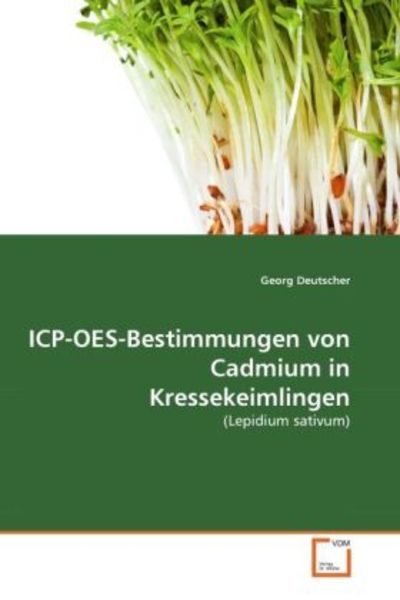 Georg Deutscher
ICP-OES-Bestimmungen von
Cadmium in
Kressekeimlingen
(Lepidium sativum)
VDM